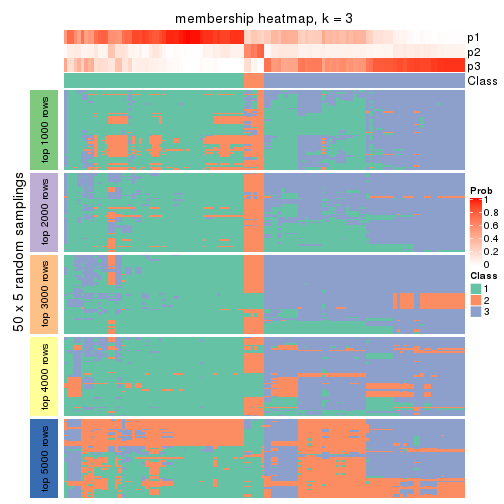 membership heatmap, k = 3
p1
p2
p3
Class
50 x 5 random samplings
top 1000 rows
top 2000 rows
top 3000 rows
top 4000 rows
top 5000 rows
Prob
1
0.8
0.6
0.4
0.2
0
Class
1
2
3